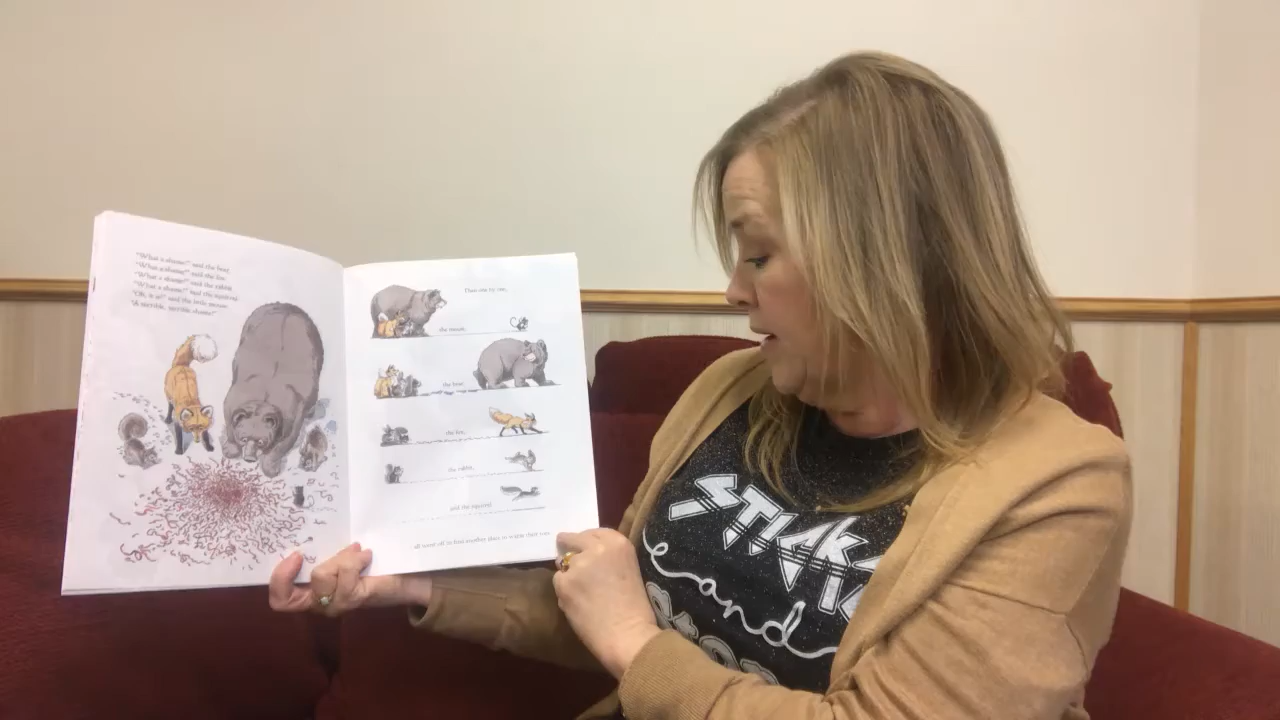 "What a shame!" said the bear.
"What a shame!" said the fox.
"What a shame!" said the rabbit.
"What a shame!" said the squirrel.
"Oh, it is!" said the little mouse.
"A terrible, terrible shame!"
Then one by one,
the mouse,
the bear,
the fox,
the rabbit,
and the squirrel
all went off to find another place to warm their toes.
STICKS
and